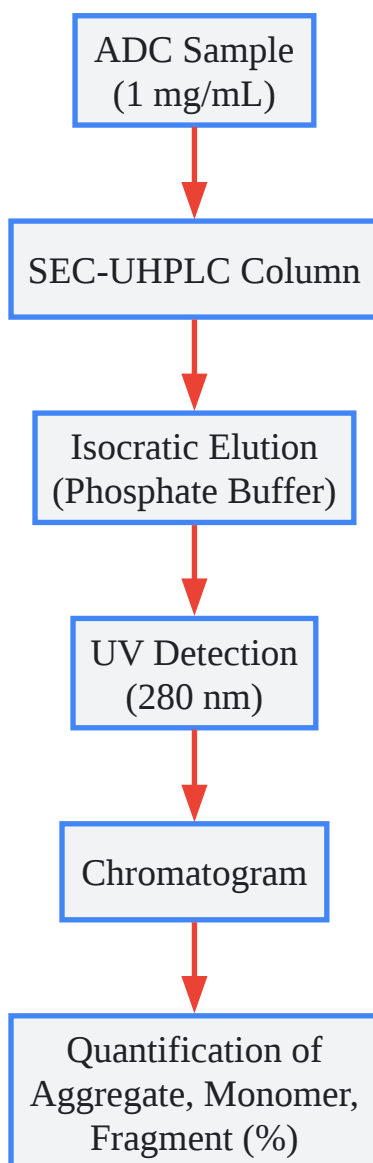 ADC Sample
(1 mg/mL)
SEC-UHPLC Column
Isocratic Elution
(Phosphate Buffer)
UV Detection
(280 nm)
Chromatogram
Quantification of
Aggregate, Monomer,
Fragment (%)